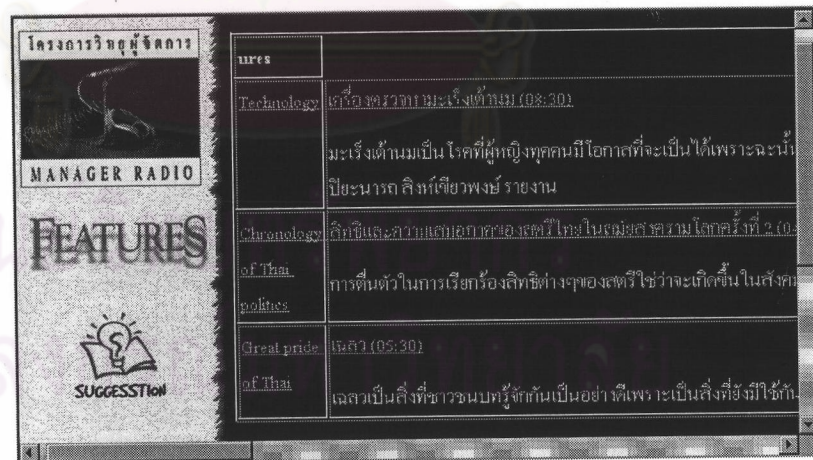 โครงการวิทยุผู้จัดการ
MANAGER RADIO
FEATURES
SUGGESSTION
ures
Technology
เครื่องตรวจหามะเร็งเต้านม (08:30)
มะเร็งเต้านมเป็นโรคที่ผู้หญิงทุกคนมีโอกาสที่จะเป็นได้เพราะฉะนั้น
ปิยะนารถ สิงห์เขียวพงษ์ รายงาน
Chronology
of Thai
politics
สิทธิและความเสมอภาคของสตรีไทยในสมัยสงครามโลกครั้งที่ 2
การตื่นตัวในการเรียกร้องสิทธิต่างๆของสตรีใช่ว่าจะเกิดขึ้นในสังคม
Great pride
of Thai
เฉลว (05:30)
เฉลวเป็นสิ่งที่ชาวชนบทรู้จักกันเป็นอย่างดีเพราะเป็นสิ่งที่ยังมีใช้กัน